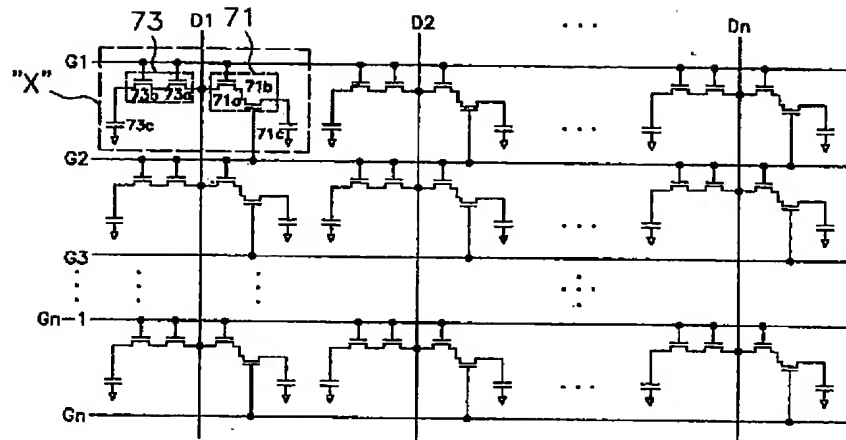 73 D1 71 D2 ... Dn
G1
"X"
73b 73a 71a 71b
73c 71c
G2
...
G3
...
Gn-1
...
Gn